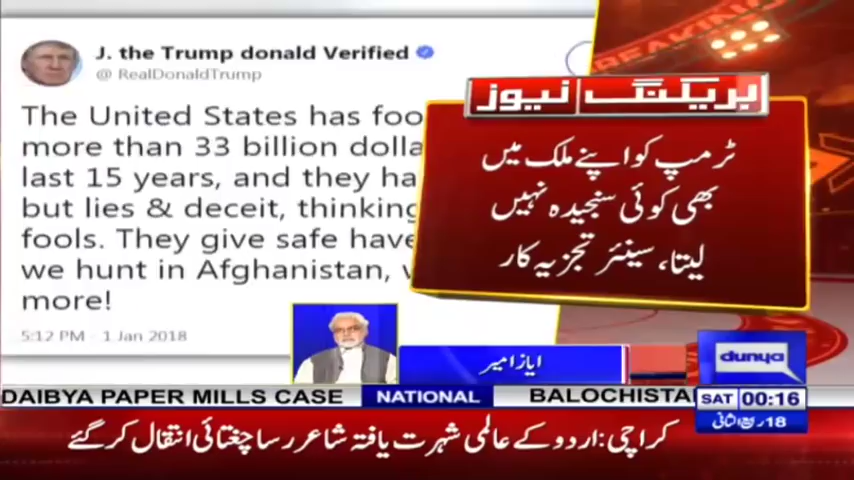 J. the Trump donald Verified
@ RealDonaldTrump
The United States has foo
more than 33 billion dolla
last 15 years, and they ha
but lies & deceit, thinking
fools. They give safe have
we hunt in Afghanistan,
more!
5:12 PM - 1 Jan 2018
بریکنگ نیوز
ٹرمپ کو اپنے ملک میں
بھی کوئی سنجیدہ نہیں
لیتا، سینئر تجزیہ کار
ایاز امیر
dunya
DAIBYA PAPER MILLS CASE
NATIONAL
BALOCHISTA
SAT 00:16
18 ربیع الثانی
کراچی: اردو کے عالمی شہرت یافتہ شاعر رسا چغتائی انتقال کر گئے